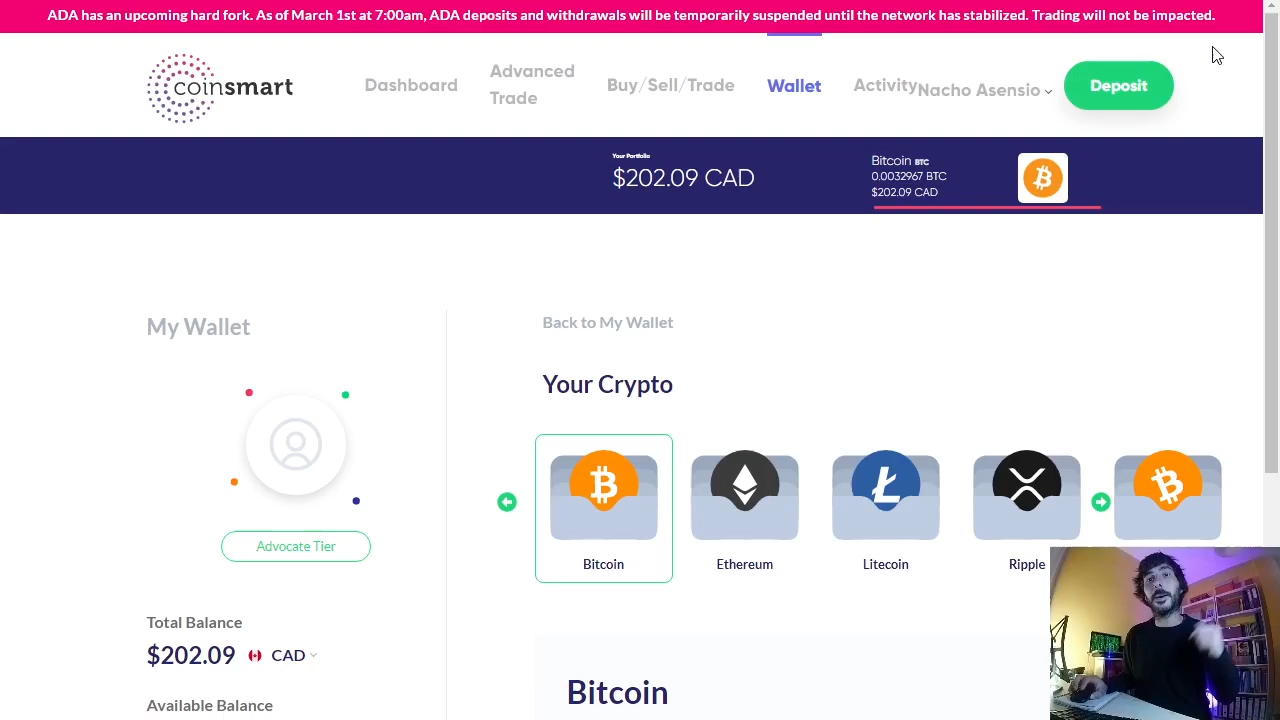 ADA has an upcoming hard fork. As of March 1st at 7:00am, ADA deposits and withdrawals will be temporarily suspended until the network has stabilized. Trading will not be impacted.
coinsmart
Dashboard
Advanced
Trade
Buy/Sell/Trade
Wallet
Activity
Nacho Asensio
Deposit
Your Portfolio
$202.09 CAD
Bitcoin BTC
0.0032967 BTC
$202.09 CAD
My Wallet
Advocate Tier
Total Balance
$202.09 CAD
Available Balance
Back to My Wallet
Your Crypto
Bitcoin
Ethereum
Litecoin
Ripple
Bitcoin